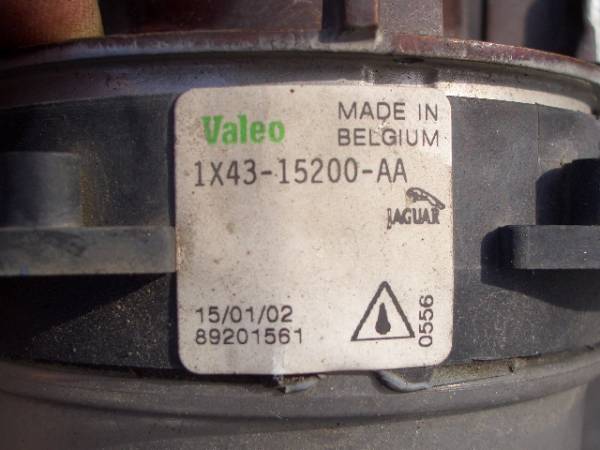 Valeo
MADE IN
BELGIUM
1X43-15200-AA
JAGUAR
15/01/02
89201561
0556